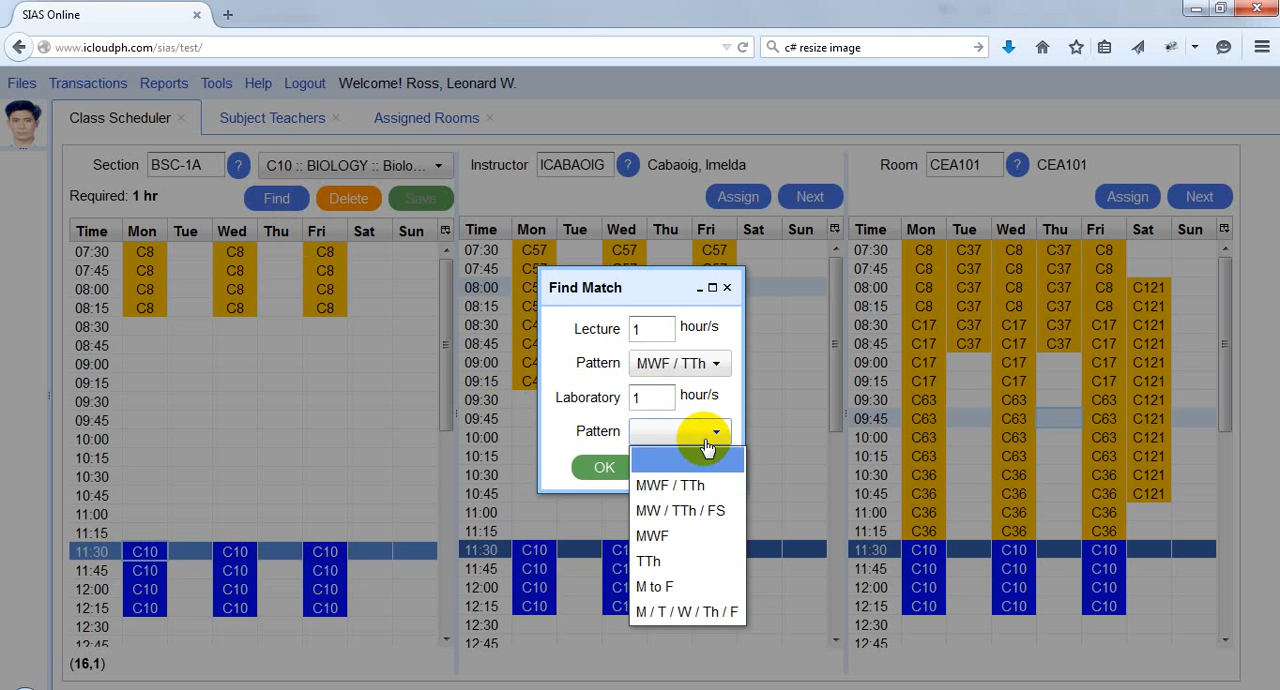 SIAS Online
www.icloudph.com/sias/test/
c# resize image
Files Transactions Reports Tools Help Logout Welcome! Ross, Leonard W.
Class Scheduler Subject Teachers Assigned Rooms
Section BSC-1A ? C10 :: BIOLOGY :: Biolo...
Required: 1 hr Find Delete Save
Time Mon Tue Wed Thu Fri Sat Sun
07:30 C8 C8 C8
07:45 C8 C8 C8
08:00 C8 C8 C8
08:15 C8 C8 C8
08:30
08:45
09:00
09:15
09:30
09:45
10:00
10:15
10:30
10:45
11:00
11:15
11:30 C10 C10 C10
11:45 C10 C10 C10
12:00 C10 C10 C10
12:15 C10 C10 C10
12:30
12:45
(16,1)
Instructor ICABAOIG ? Cabaoig, Imelda
Assign Next
Time Mon Tue Wed Thu Fri Sat Sun
07:30 C57 C57 C57
07:45
08:00
08:15
08:30
08:45
09:00
09:15
09:30
09:45
10:00
10:15
10:30
10:45
11:00
11:15
11:30 C10
11:45 C10
12:00 C10
12:15 C10
12:30
12:45
Find Match
Lecture 1 hour/s
Pattern MWF / TTh
Laboratory 1 hour/s
Pattern
OK
MWF / TTh
MW / TTh / FS
MWF
TTh
M to F
M / T / W / Th / F
Room CEA101 ? CEA101
Assign Next
Time Mon Tue Wed Thu Fri Sat Sun
07:30 C8 C37 C8 C37 C8
07:45 C8 C37 C8 C37 C8
08:00 C8 C37 C8 C37 C8 C121
08:15 C8 C37 C8 C37 C8 C121
08:30 C17 C37 C17 C37 C17 C121
08:45 C17 C37 C17 C37 C17 C121
09:00 C17 C17 C17 C121
09:15 C17 C17 C17 C121
09:30 C63 C63 C63 C121
09:45 C63 C63 C63 C121
10:00 C63 C63 C63 C121
10:15 C63 C63 C63 C121
10:30 C36 C36 C36 C121
10:45 C36 C36 C36 C121
11:00 C36 C36 C36
11:15 C36 C36 C36
11:30 C10 C10 C10
11:45 C10 C10 C10
12:00 C10 C10 C10
12:15 C10 C10 C10
12:30
12:45